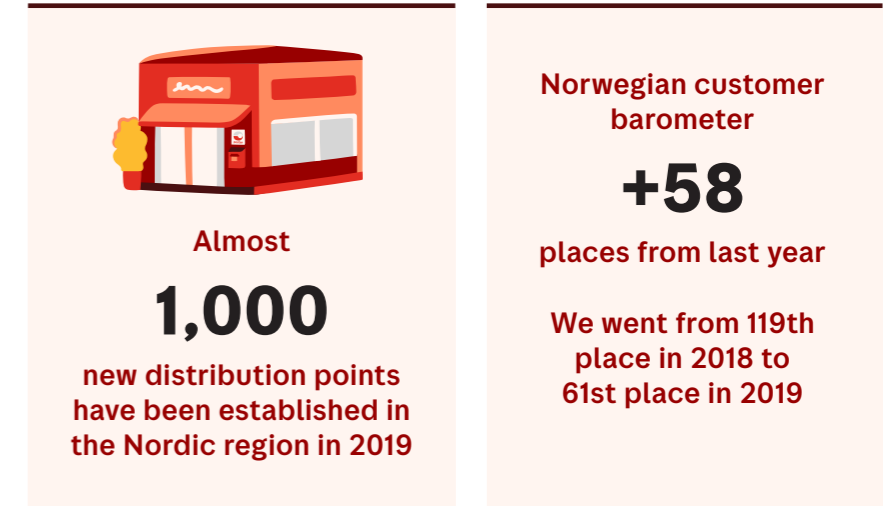 Almost
1,000
new distribution points
have been established in
the Nordic region in 2019
Norwegian customer
barometer
+58
places from last year
We went from 119th
place in 2018 to
61st place in 2019